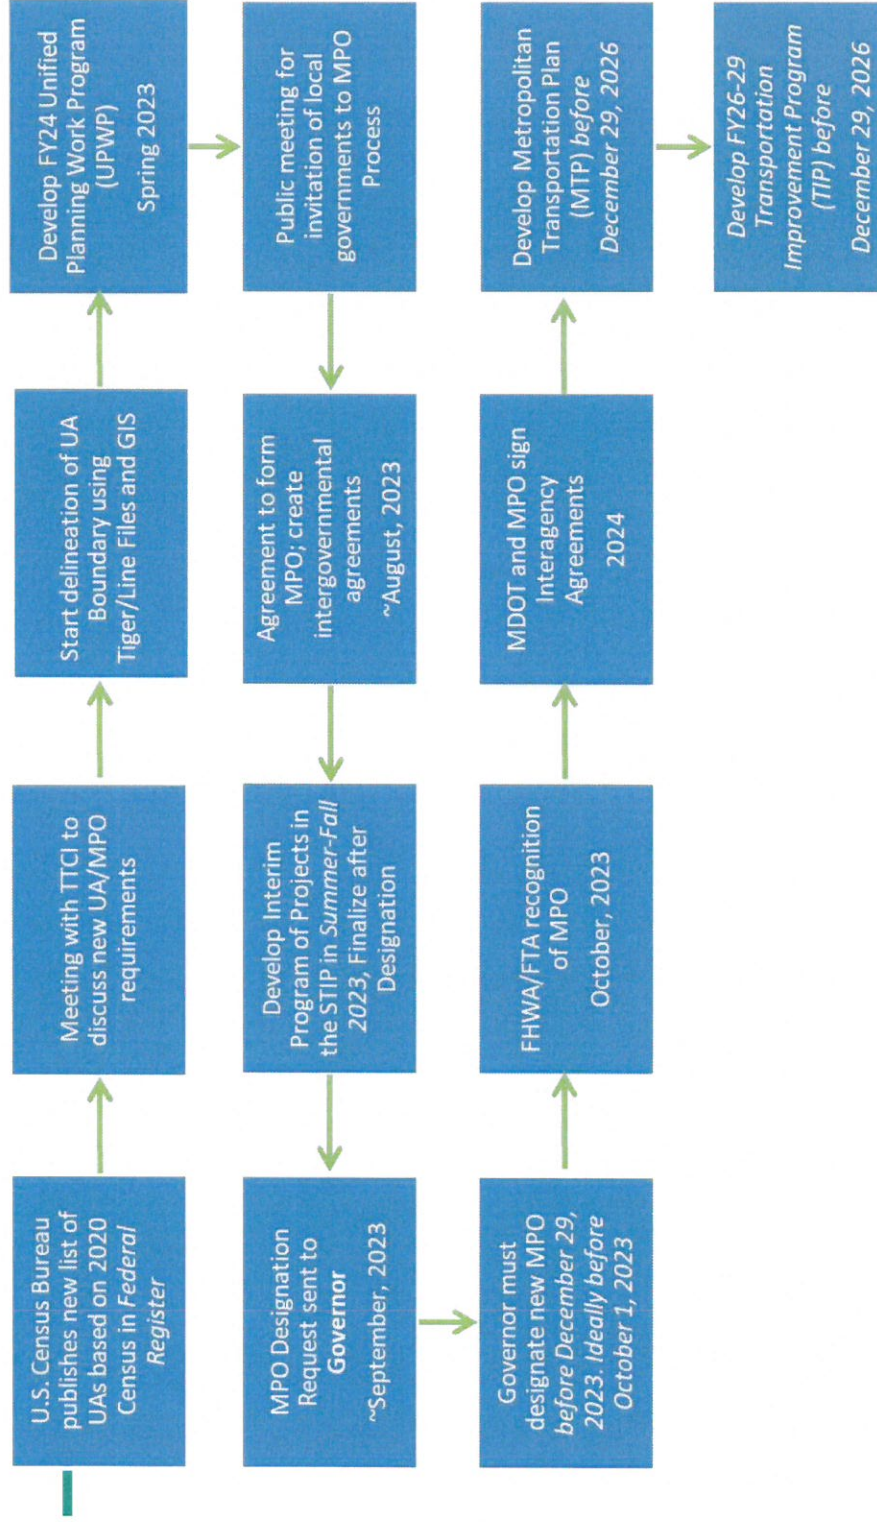 U.S. Census Bureau
publishes new list of
UAs based on 2020
Census in Federal
Register
Meeting with TTCI to
discuss new UA/MPO
requirements
Start delineation of UA
Boundary using
Tiger/Line Files and GIS
Develop FY24 Unified
Planning Work Program
(UPWP)
Spring 2023
Public meeting for
invitation of local
governments to MPO
Process
Agreement to form
MPO; create
intergovernmental
agreements
~August, 2023
Develop Interim
Program of Projects in
the STIP in Summer-Fall
2023, Finalize after
Designation
MPO Designation
Request sent to
Governor
~September, 2023
Governor must
designate new MPO
before December 29,
2023. Ideally before
October 1, 2023
FHWA/FTA recognition
of MPO
October, 2023
MDOT and MPO sign
Interagency
Agreements
2024
Develop Metropolitan
Transportation Plan
(MTP) before
December 29, 2026
Develop FY26-29
Transportation
Improvement Program
(TIP) before
December 29, 2026